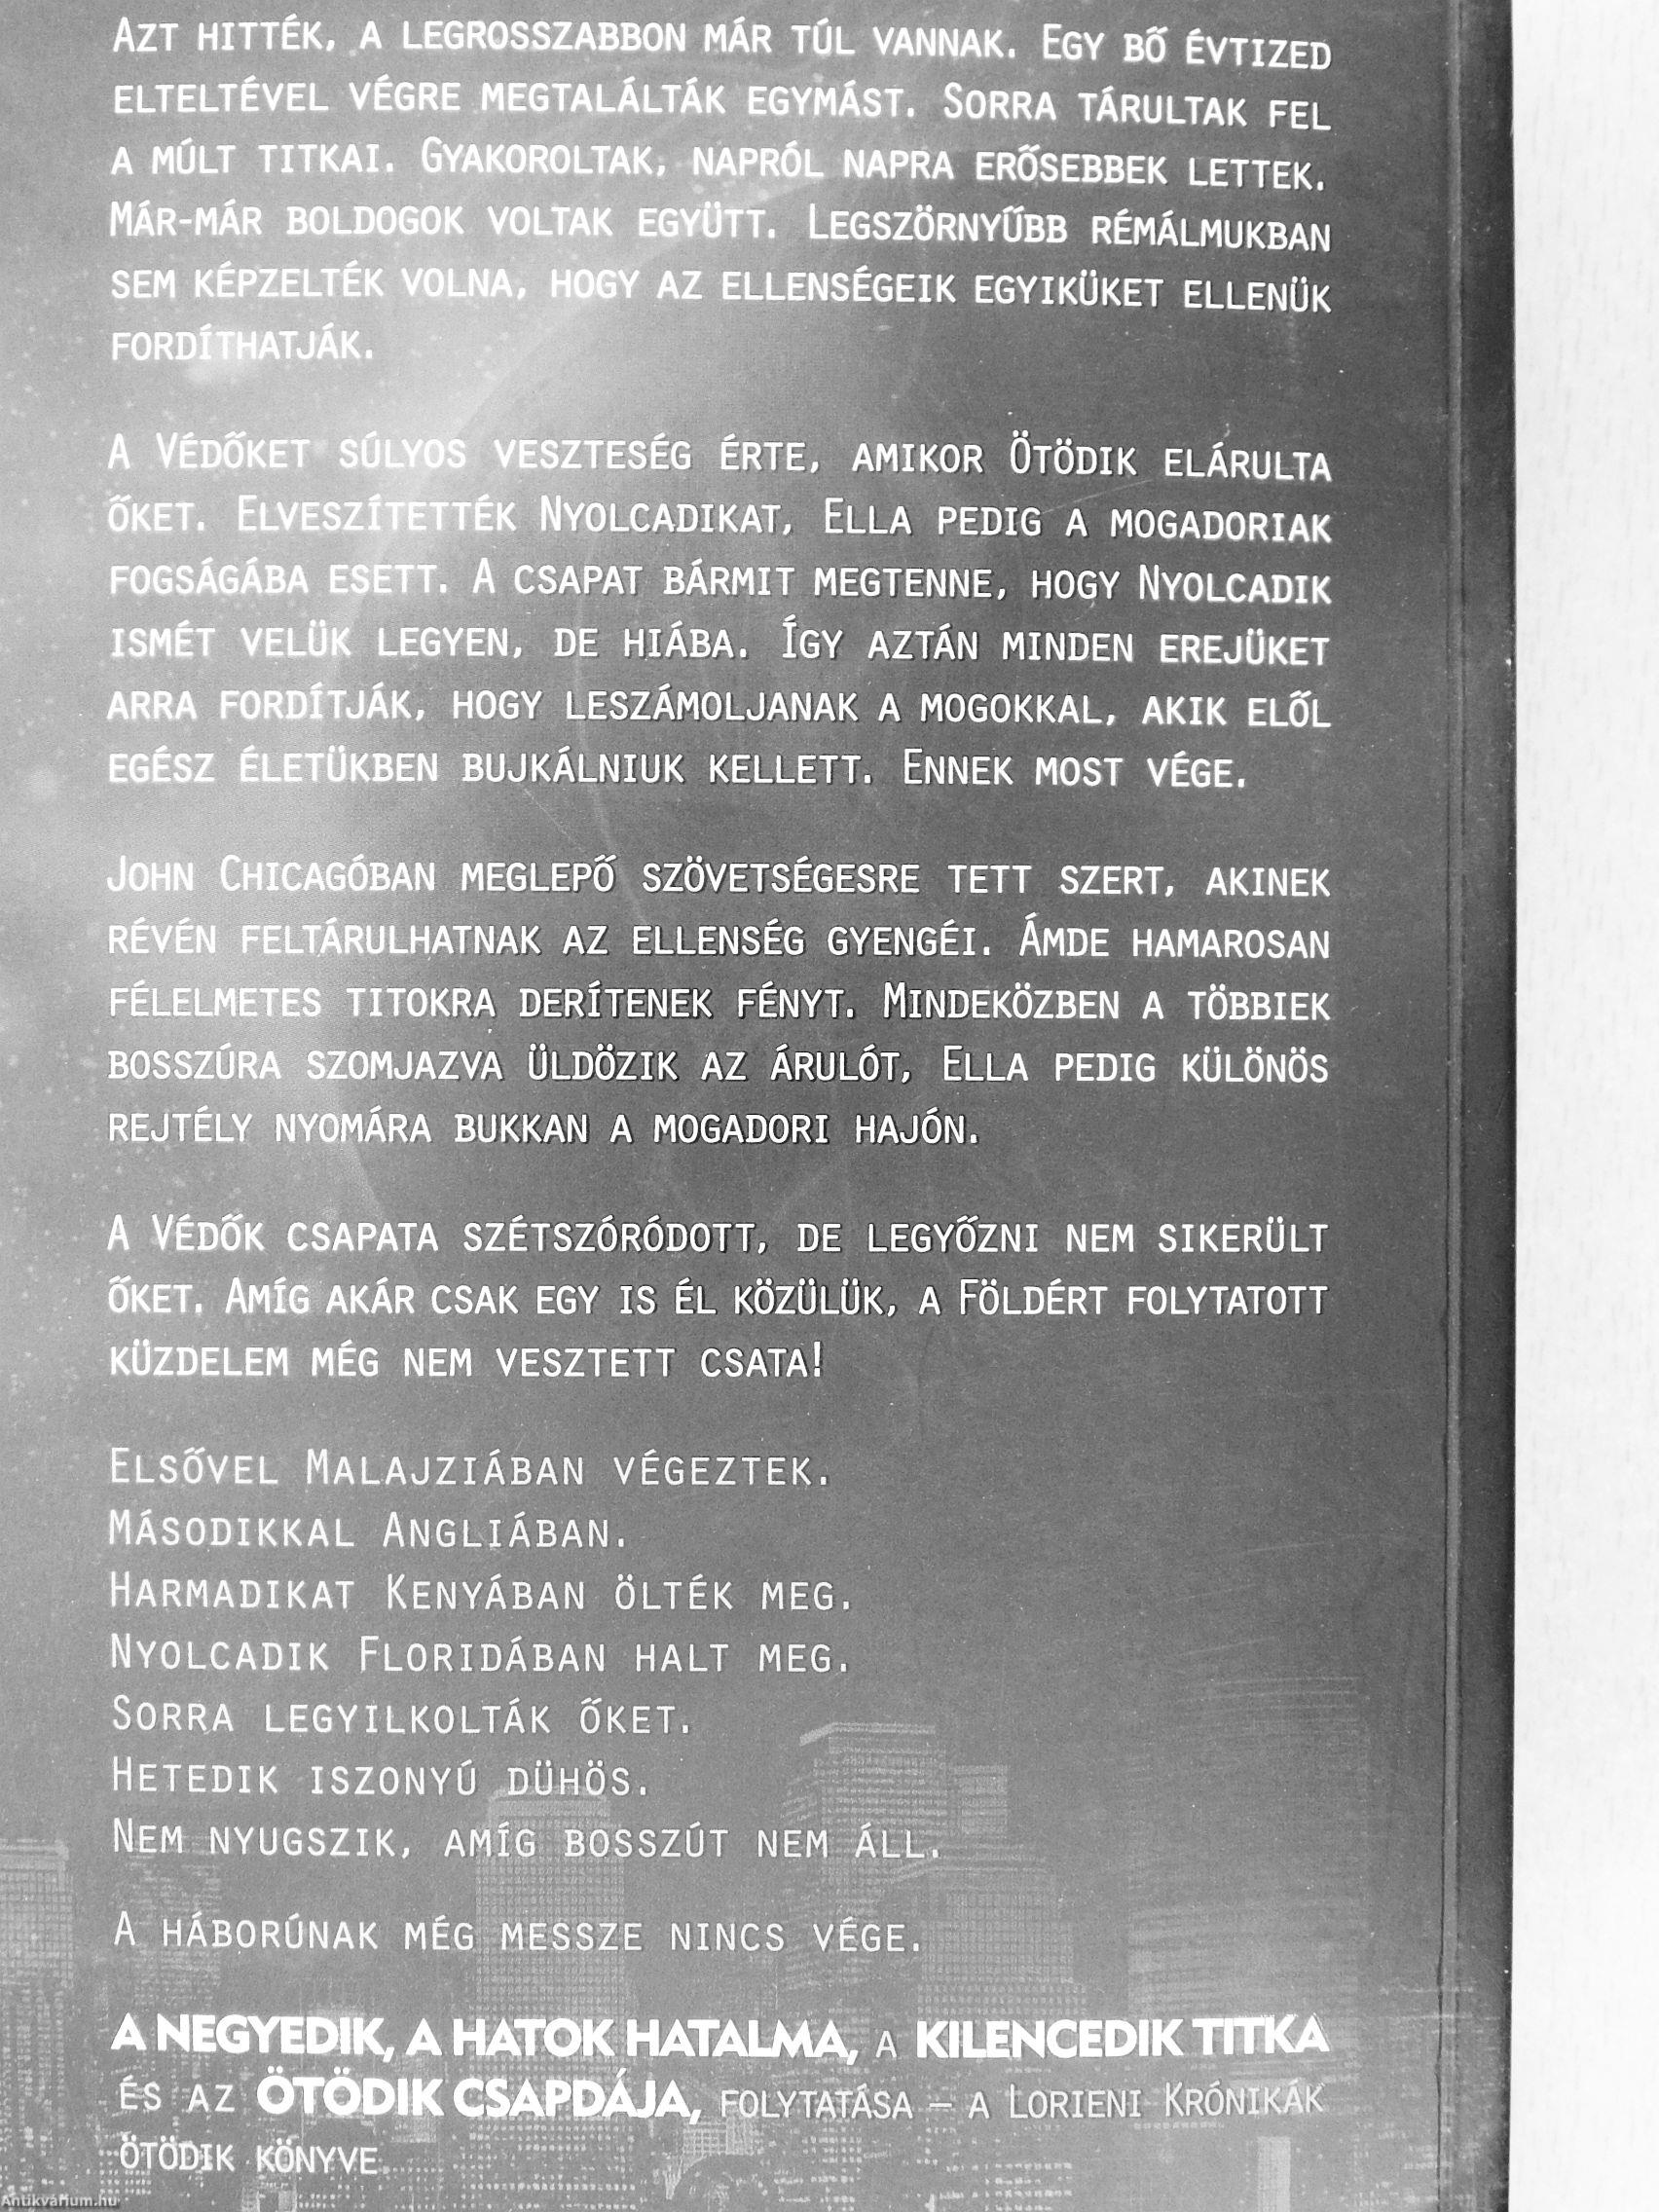 Azt hitték, a legrosszabbon már túl vannak. Egy bő évtized
elteltével végre megtalálták egymást. Sorra tárultak fel
a múlt titkai. Gyakoroltak, napról napra erősebbek lettek.
Már-már boldogok voltak együtt. Legszörnyűbb rémálmukban
sem képzelték volna, hogy az ellenségeik egyiküket ellenük
fordíthatják.
A Védőket súlyos veszteség érte, amikor Ötödik elárulta
őket. Elveszítették Nyolcadikat, Ella pedig a mogadoriak
fogságába esett. A csapat bármit megtenne, hogy Nyolcadik
ismét velük legyen, de hiába. Így aztán minden erejüket
arra fordítják, hogy leszámoljanak a mogokkal, akik elől
egész életükben bujkálniuk kellett. Ennek most vége.
John Chicagóban meglepő szövetségesre tett szert, akinek
révén feltárulhatnak az ellenség gyengéi. Ámde hamarosan
félelmetes titokra derítenek fényt. Mindeközben a többiek
bosszúra szomjazva üldözik az árulót, Ella pedig különös
rejtély nyomára bukkan a mogadori hajón.
A Védők csapata szétszóródott, de legyőzni nem sikerült
őket. Amíg akár csak egy is él közülük, a Földért folytatott
küzdelem még nem vesztett csata!
Elsővel Malajziában végeztek.
Másodikkal Angliában.
Harmadikat Kenyában ölték meg.
Nyolcadik Floridában halt meg.
Sorra legyilkolták őket.
Hetedik iszonyú dühös.
Nem nyugszik, amíg bosszút nem áll.
A háborúnak még messze nincs vége.
A NEGYEDIK, A HATOK HATALMA, A KILENCEDIK TITKA
és az ÖTÖDIK CSAPDÁJA, folytatása – a Lorieni Krónikák
ötödik könyve
Antikvárium.hu